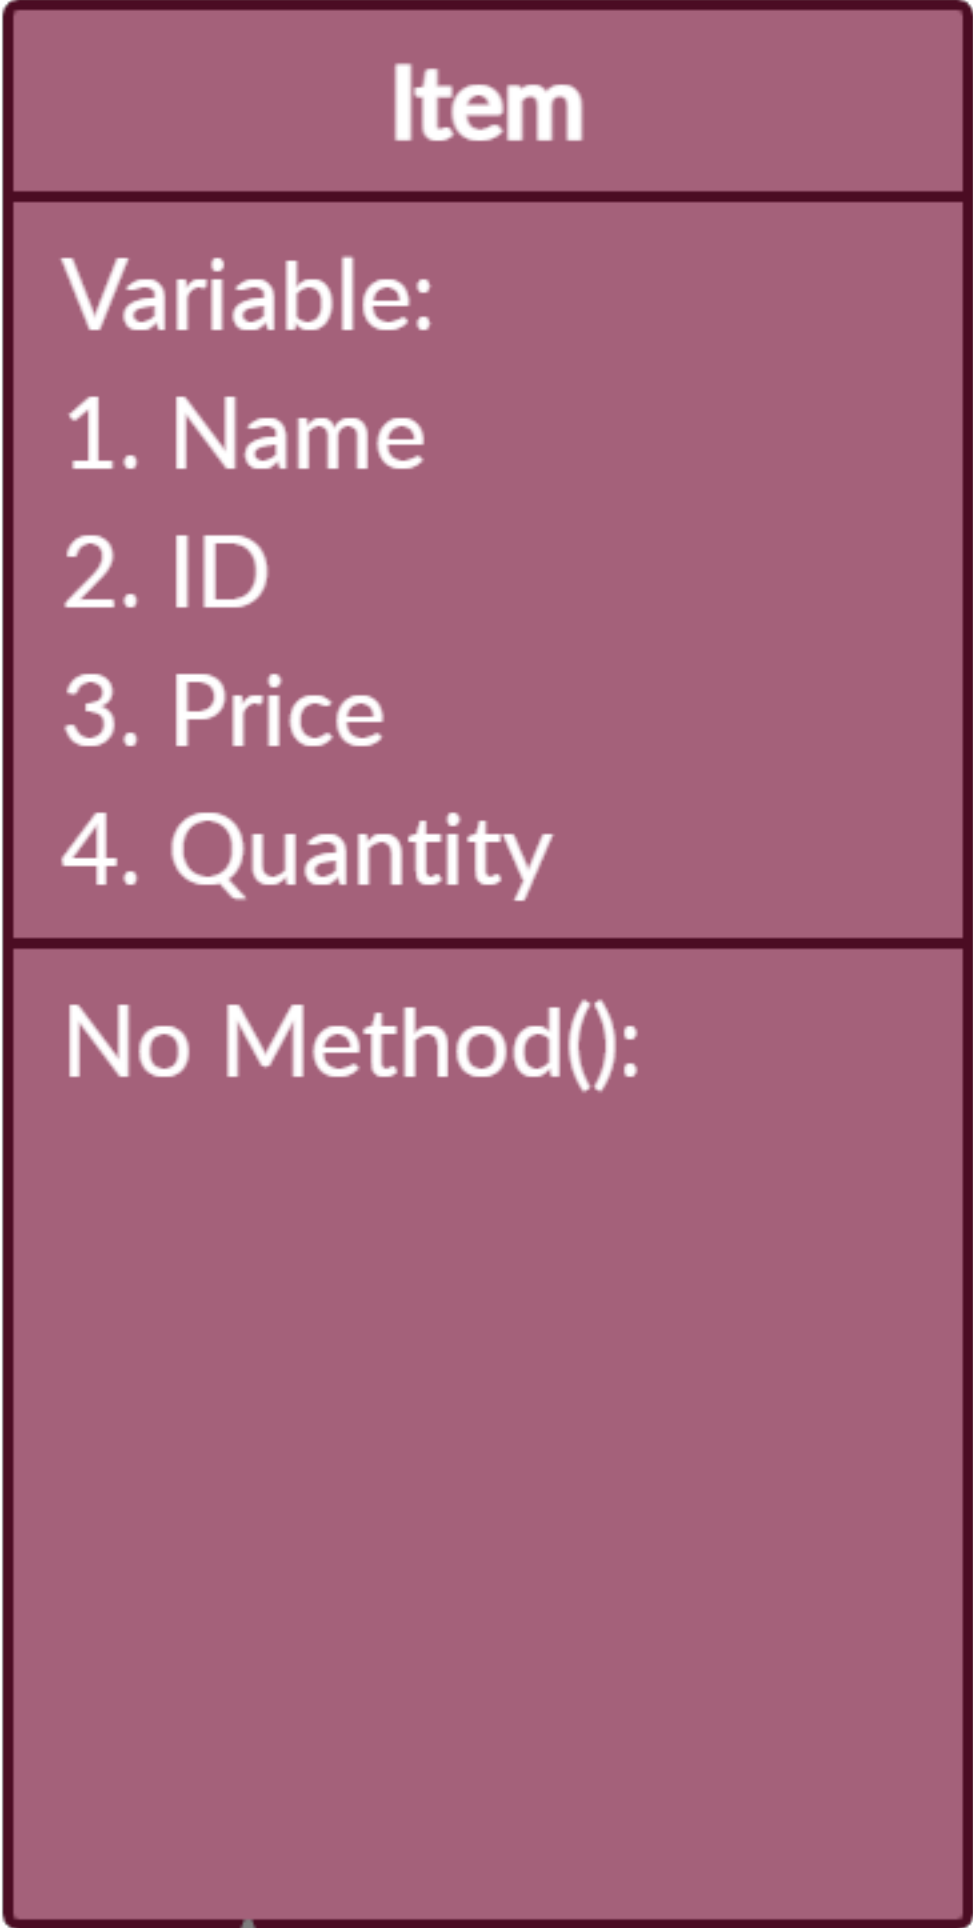 Item
Variable:
1. Name
2. ID
3. Price
4. Quantity
No Method():